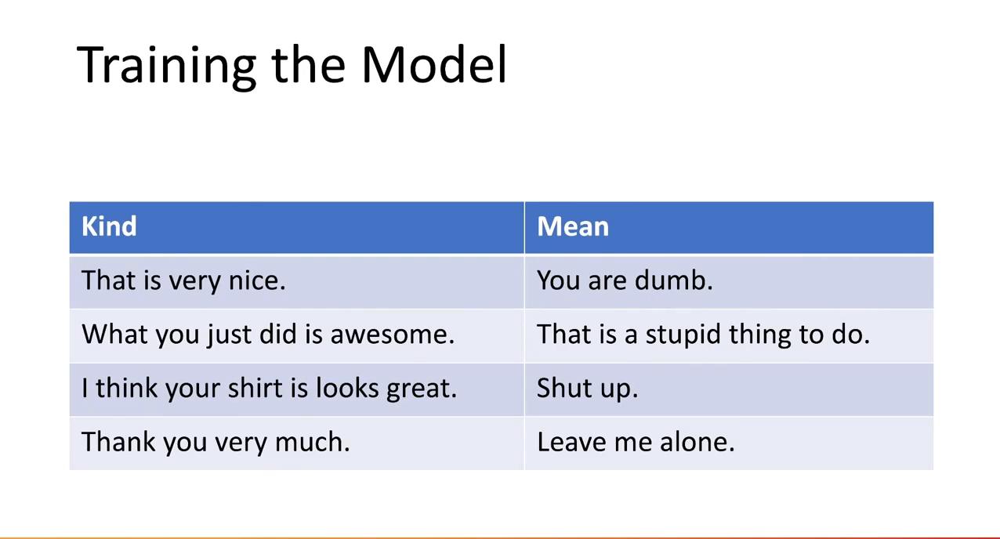 Training the Model
Kind Mean
That is very nice. You are dumb.
What you just did is awesome. That is a stupid thing to do.
I think your shirt is looks great. Shut up.
Thank you very much. Leave me alone.